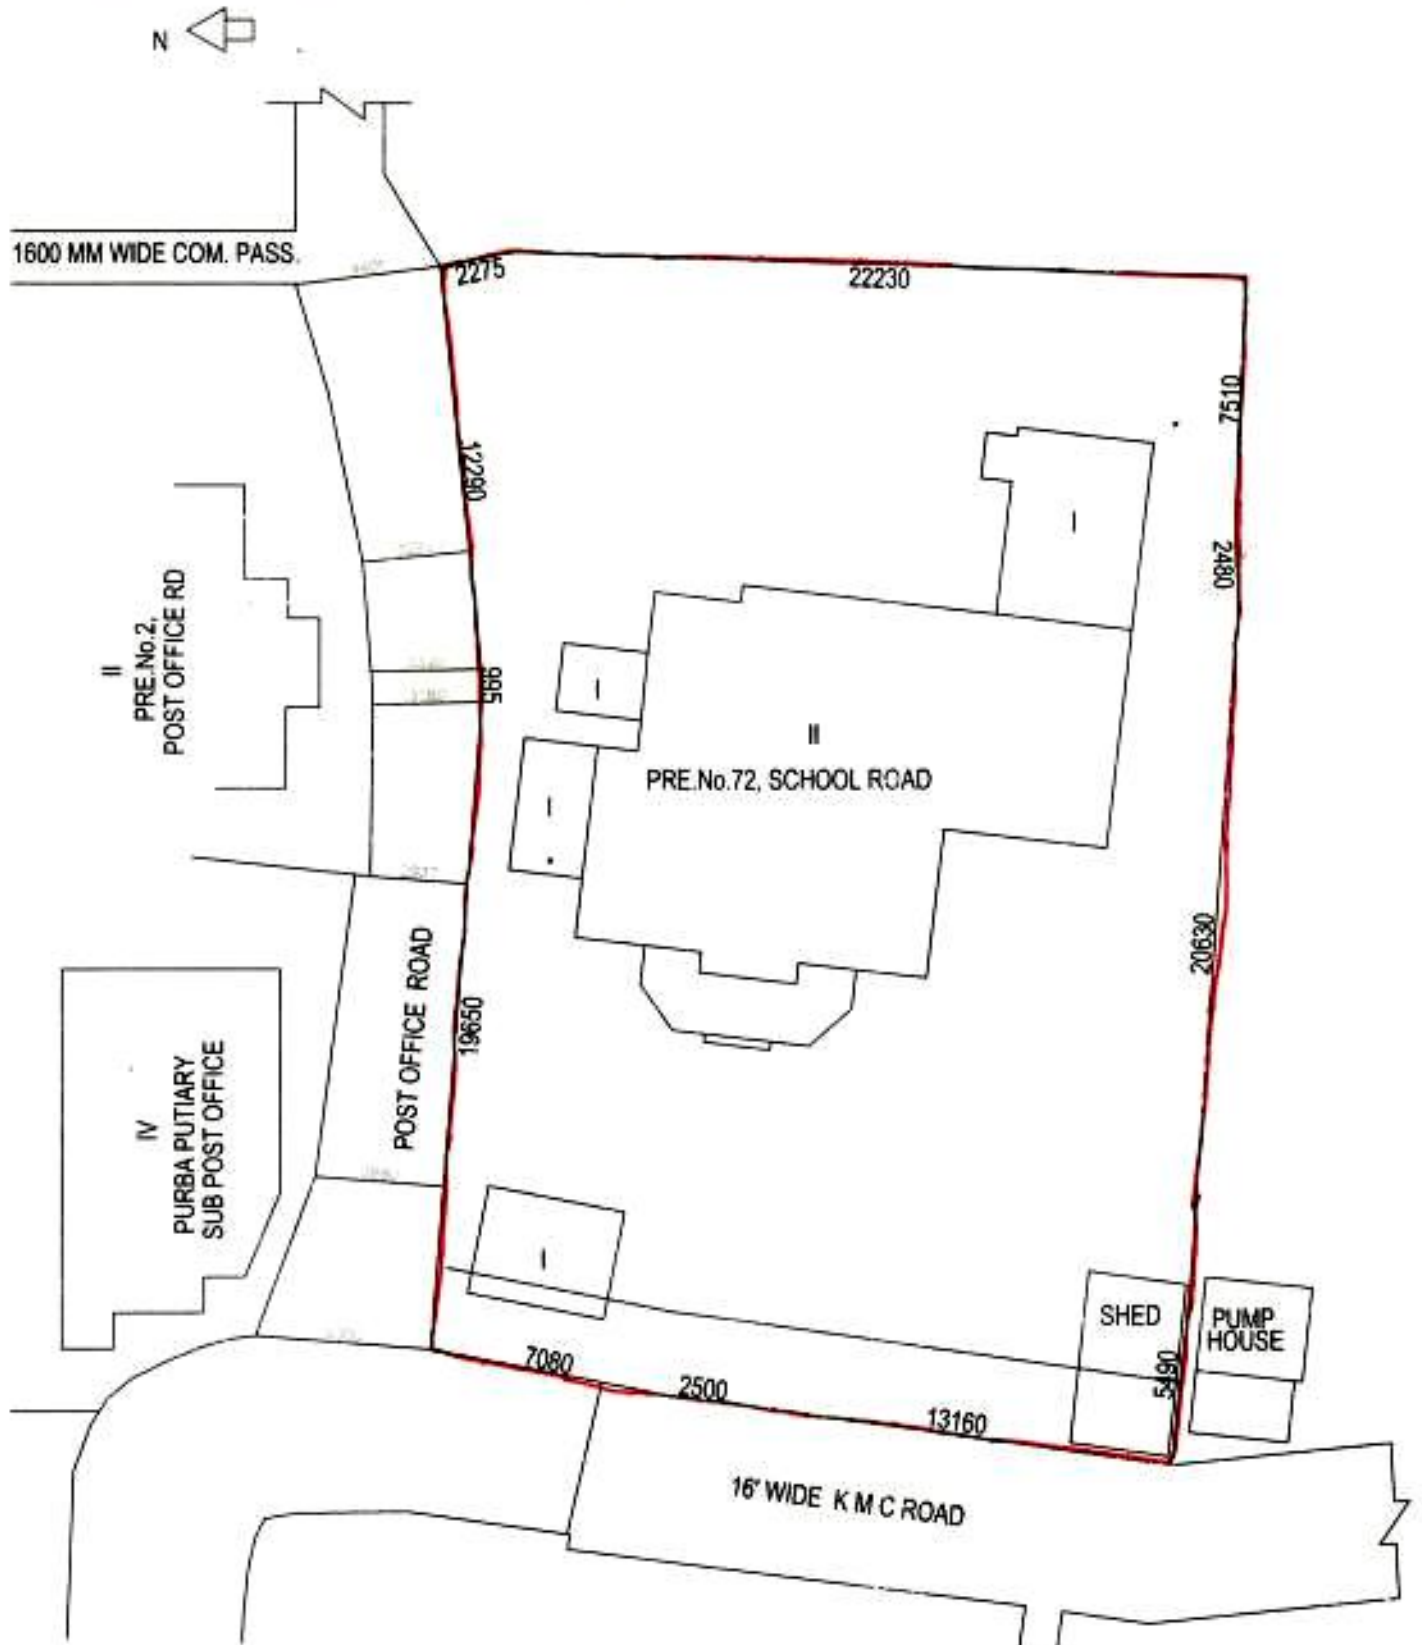 N
1600 MM WIDE COM. PASS.
2275
22230
7510
12290
2480
I
II
PRE.No.2,
POST OFFICE RD
995
I
III
PRE.No.72, SCHOOL ROAD
I
20630
POST OFFICE ROAD
19650
IV
PURBA PUTIARY
SUB POST OFFICE
I
SHED
PUMP
HOUSE
7080
2500
13160
5490
16' WIDE K M C ROAD